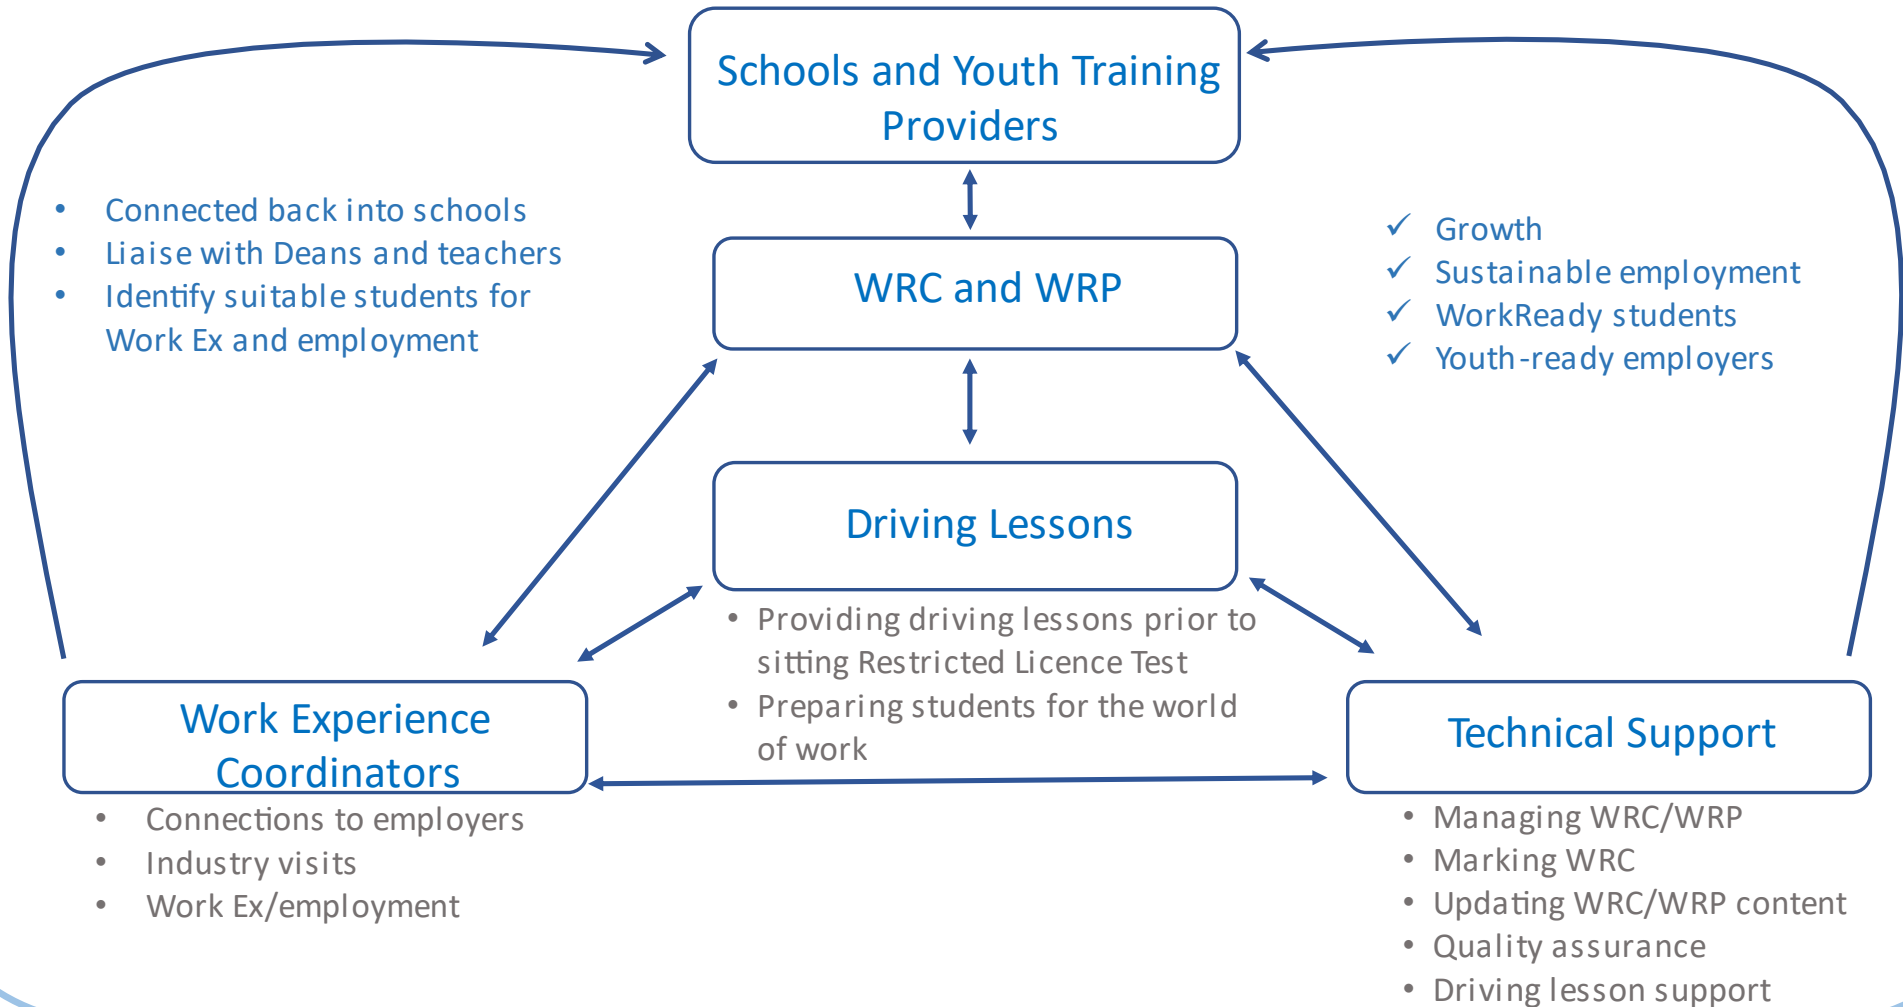 Schools and Youth Training
Providers
• Connected back into schools
• Liaise with Deans and teachers
• Identify suitable students for
Work Ex and employment
✓ Growth
✓ Sustainable employment
✓ WorkReady students
✓ Youth-ready employers
WRC and WRP
Driving Lessons
• Providing driving lessons prior to
sitting Restricted Licence Test
• Preparing students for the world
of work
Work Experience
Coordinators
• Connections to employers
• Industry visits
• Work Ex/employment
Technical Support
• Managing WRC/WRP
• Marking WRC
• Updating WRC/WRP content
• Quality assurance
• Driving lesson support